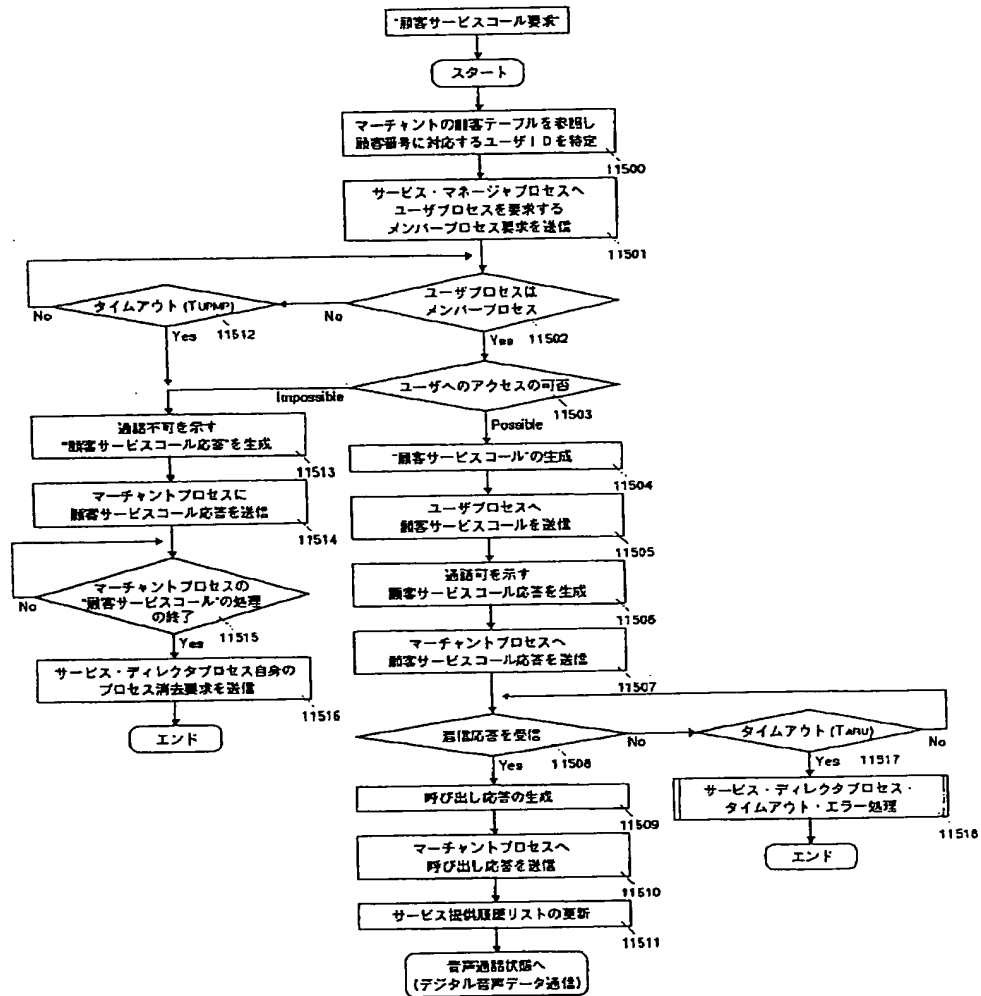 "顧客サービスコール要求"
スタート
マーチャントの顧客テーブルを参照し
顧客番号に対応するユーザIDを特定
11500
サービス・マネージャプロセスへ
ユーザプロセスを要求する
メンバープロセス要求を送信
11501
ユーザプロセスは
メンバープロセス
11502
No
Yes
タイムアウト(TUPMP)
11512
No
Yes
ユーザへのアクセスの可否
11503
Impossible
Possible
通話不可を示す
"顧客サービスコール応答"を生成
11513
マーチャントプロセスに
顧客サービスコール応答を送信
11514
マーチャントプロセスの
"顧客サービスコール"の処理
の終了
11515
No
Yes
サービス・ディレクタプロセス自身の
プロセス消去要求を送信
11516
エンド
"顧客サービスコール"の生成
11504
ユーザプロセスへ
顧客サービスコールを送信
11505
通話可を示す
顧客サービスコール応答を生成
11506
マーチャントプロセスへ
顧客サービスコール応答を送信
11507
着信応答を受信
11508
No
Yes
タイムアウト(TARU)
11517
No
Yes
サービス・ディレクタプロセス・
タイムアウト・エラー処理
11518
エンド
呼び出し応答の生成
11509
マーチャントプロセスへ
呼び出し応答を送信
11510
サービス提供履歴リストの更新
11511
音声通話状態へ
(デジタル音声データ通信)